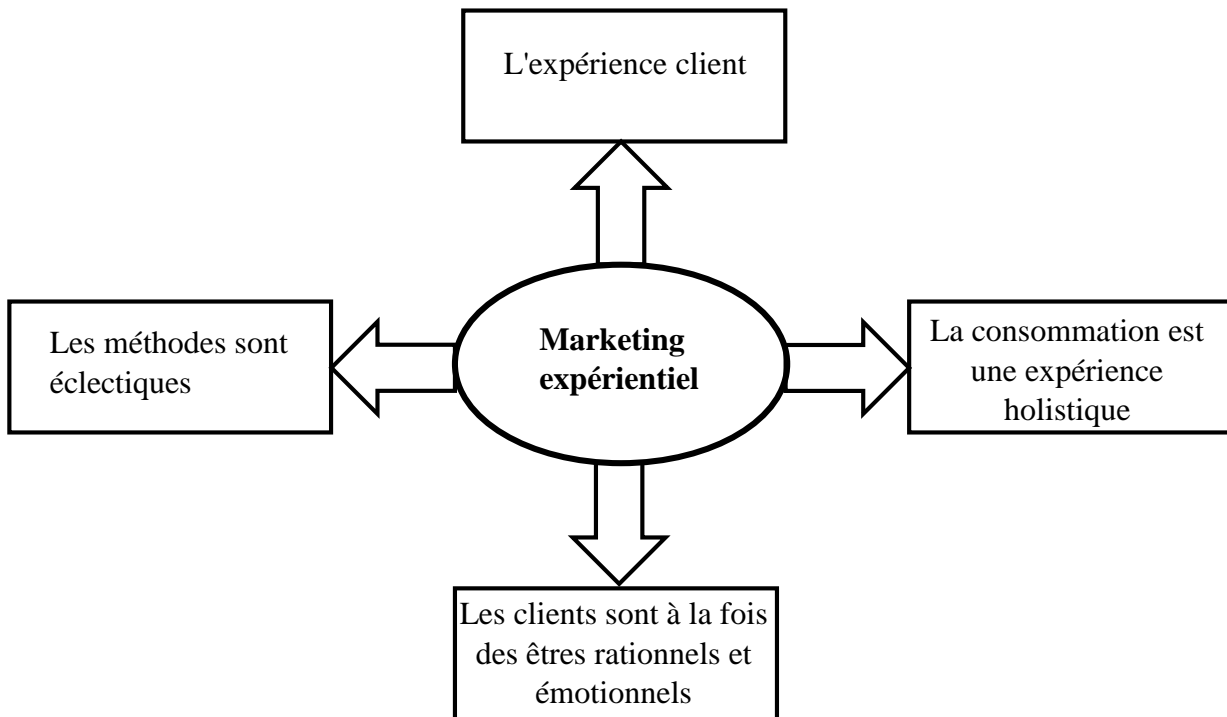 L'expérience client
Les méthodes sont
éclectiques
Marketing
expérientiel
La consommation est
une expérience
holistique
Les clients sont à la fois
des êtres rationnels et
émotionnels